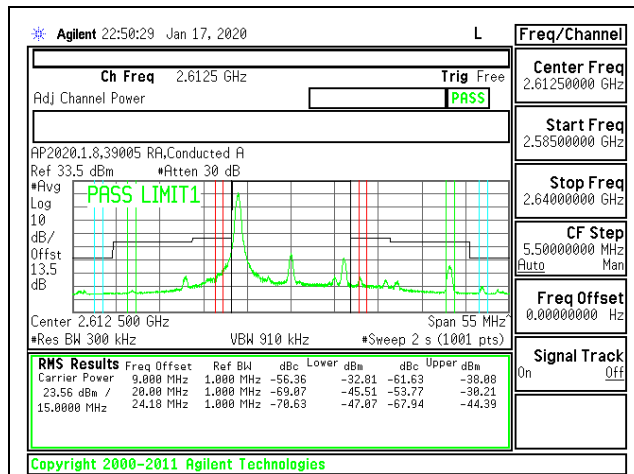 Agilent 22:50:29 Jan 17, 2020 L
Ch Freq 2.6125 GHz Trig Free
Adj Channel Power PASS
AP2020.1.8,39005 RA,Conducted A
Ref 33.5 dBm #Atten 30 dB
#Avg
Log
10
dB/
Offst
13.5
dB
PASS LIMIT1
Center 2.612 500 GHz Span 55 MHz^
#Res BW 300 kHz VBW 910 kHz #Sweep 2 s (1001 pts)
RMS Results Freq Offset Ref BW dBc Lower dBm dBc Upper dBm
Carrier Power 9.000 MHz 1.000 MHz -56.36 -32.81 -61.63 -38.08
23.56 dBm / 20.00 MHz 1.000 MHz -69.07 -45.51 -53.77 -30.21
15.0000 MHz 24.18 MHz 1.000 MHz -70.63 -47.07 -67.94 -44.39
Copyright 2000-2011 Agilent Technologies
Freq/Channel
Center Freq
2.61250000 GHz
Start Freq
2.58500000 GHz
Stop Freq
2.64000000 GHz
CF Step
5.50000000 MHz
Auto Man
Freq Offset
0.00000000 Hz
Signal Track
On Off